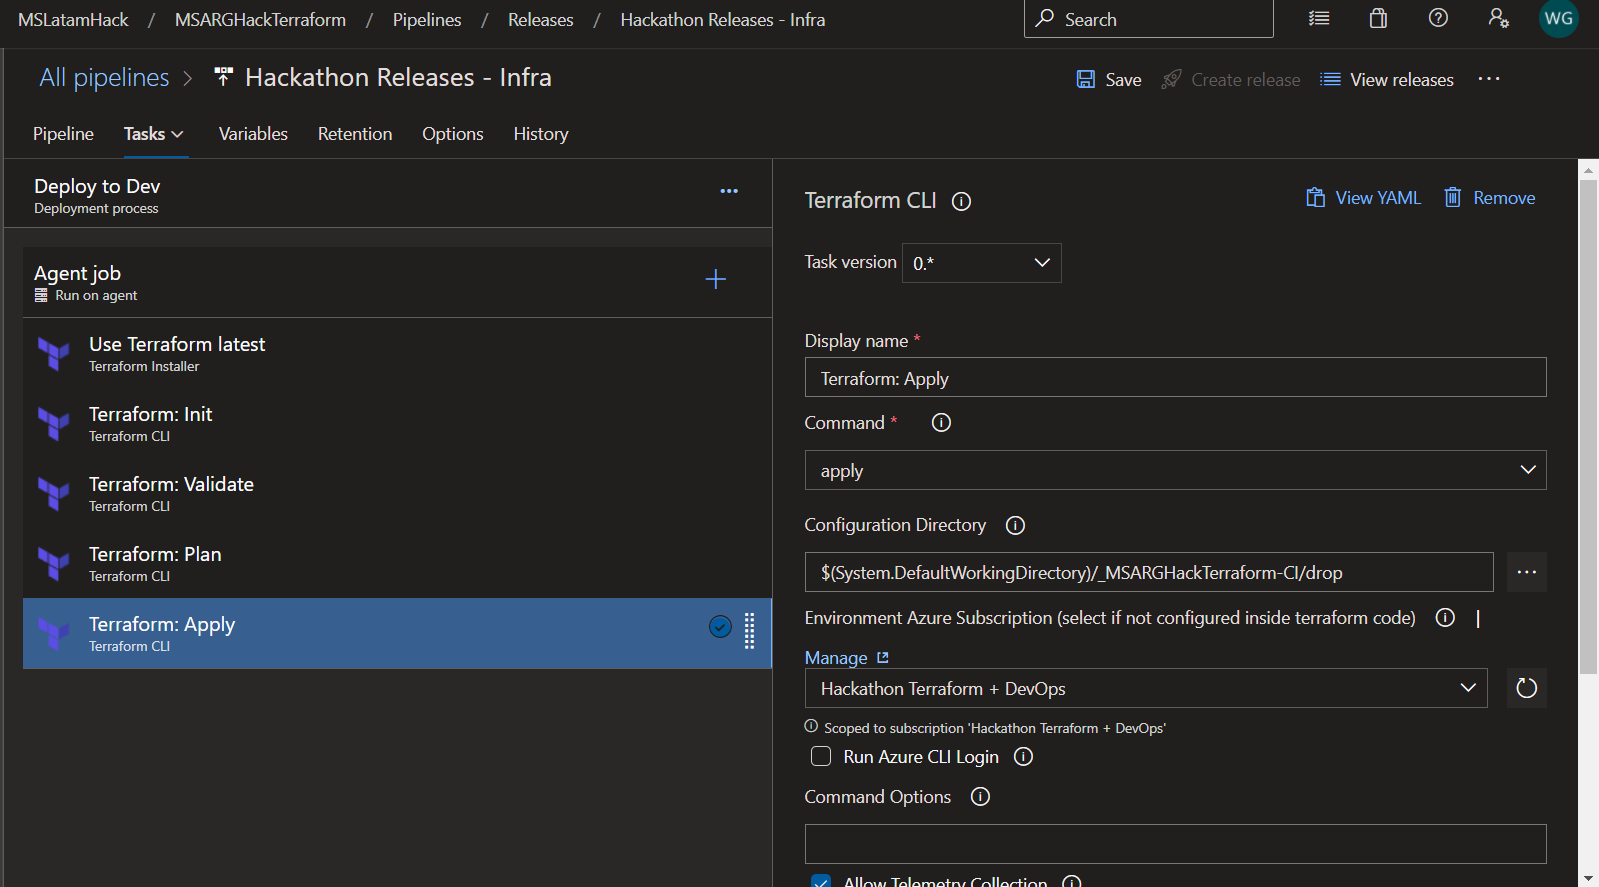 MSLatamHack / MSARGHackTerraform / Pipelines / Releases / Hackathon Releases - Infra
Search
WG
All pipelines > Hackathon Releases - Infra
Save Create release View releases ...
Pipeline Tasks Variables Retention Options History
Deploy to Dev
Deployment process
...
Agent job
Run on agent
Use Terraform latest
Terraform Installer
Terraform: Init
Terraform CLI
Terraform: Validate
Terraform CLI
Terraform: Plan
Terraform CLI
Terraform: Apply
Terraform CLI
Terraform CLI
View YAML Remove
Task version 0.*
Display name *
Terraform: Apply
Command *
apply
Configuration Directory
$(System.DefaultWorkingDirectory)/_MSARGHackTerraform-CI/drop
...
Environment Azure Subscription (select if not configured inside terraform code) |
Manage
Hackathon Terraform + DevOps
Scoped to subscription 'Hackathon Terraform + DevOps'
Run Azure CLI Login
Command Options
Allow Telemetry Collection